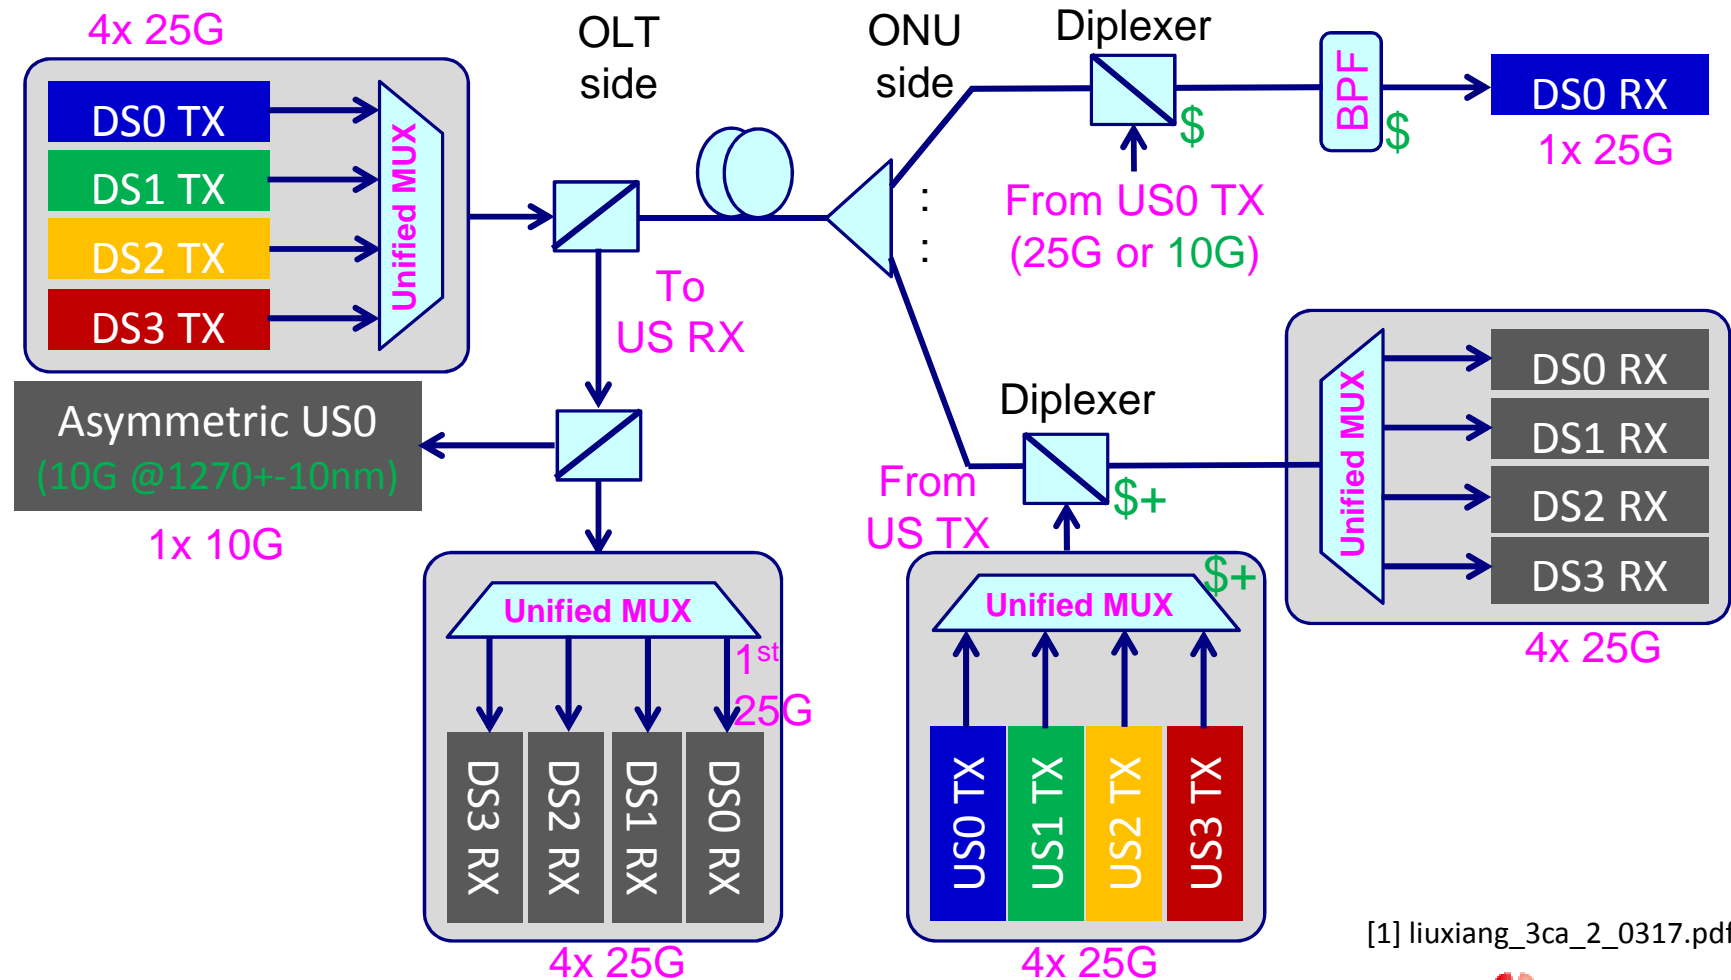 4x 25G
DS0 TX
DS1 TX
DS2 TX
DS3 TX
Unified MUX
OLT
side
ONU
side
Diplexer
$
BPF
$
DS0 RX
1x 25G
From US0 TX
(25G or 10G)
:
:
To
US RX
Asymmetric US0
(10G @1270+-10nm)
1x 10G
Diplexer
$+
From
US TX
Unified MUX
DS0 RX
DS1 RX
DS2 RX
DS3 RX
4x 25G
Unified MUX
1st
25G
DS3 RX
DS2 RX
DS1 RX
DS0 RX
4x 25G
$+
Unified MUX
US0 TX
US1 TX
US2 TX
US3 TX
4x 25G
[1] liuxiang_3ca_2_0317.pdf